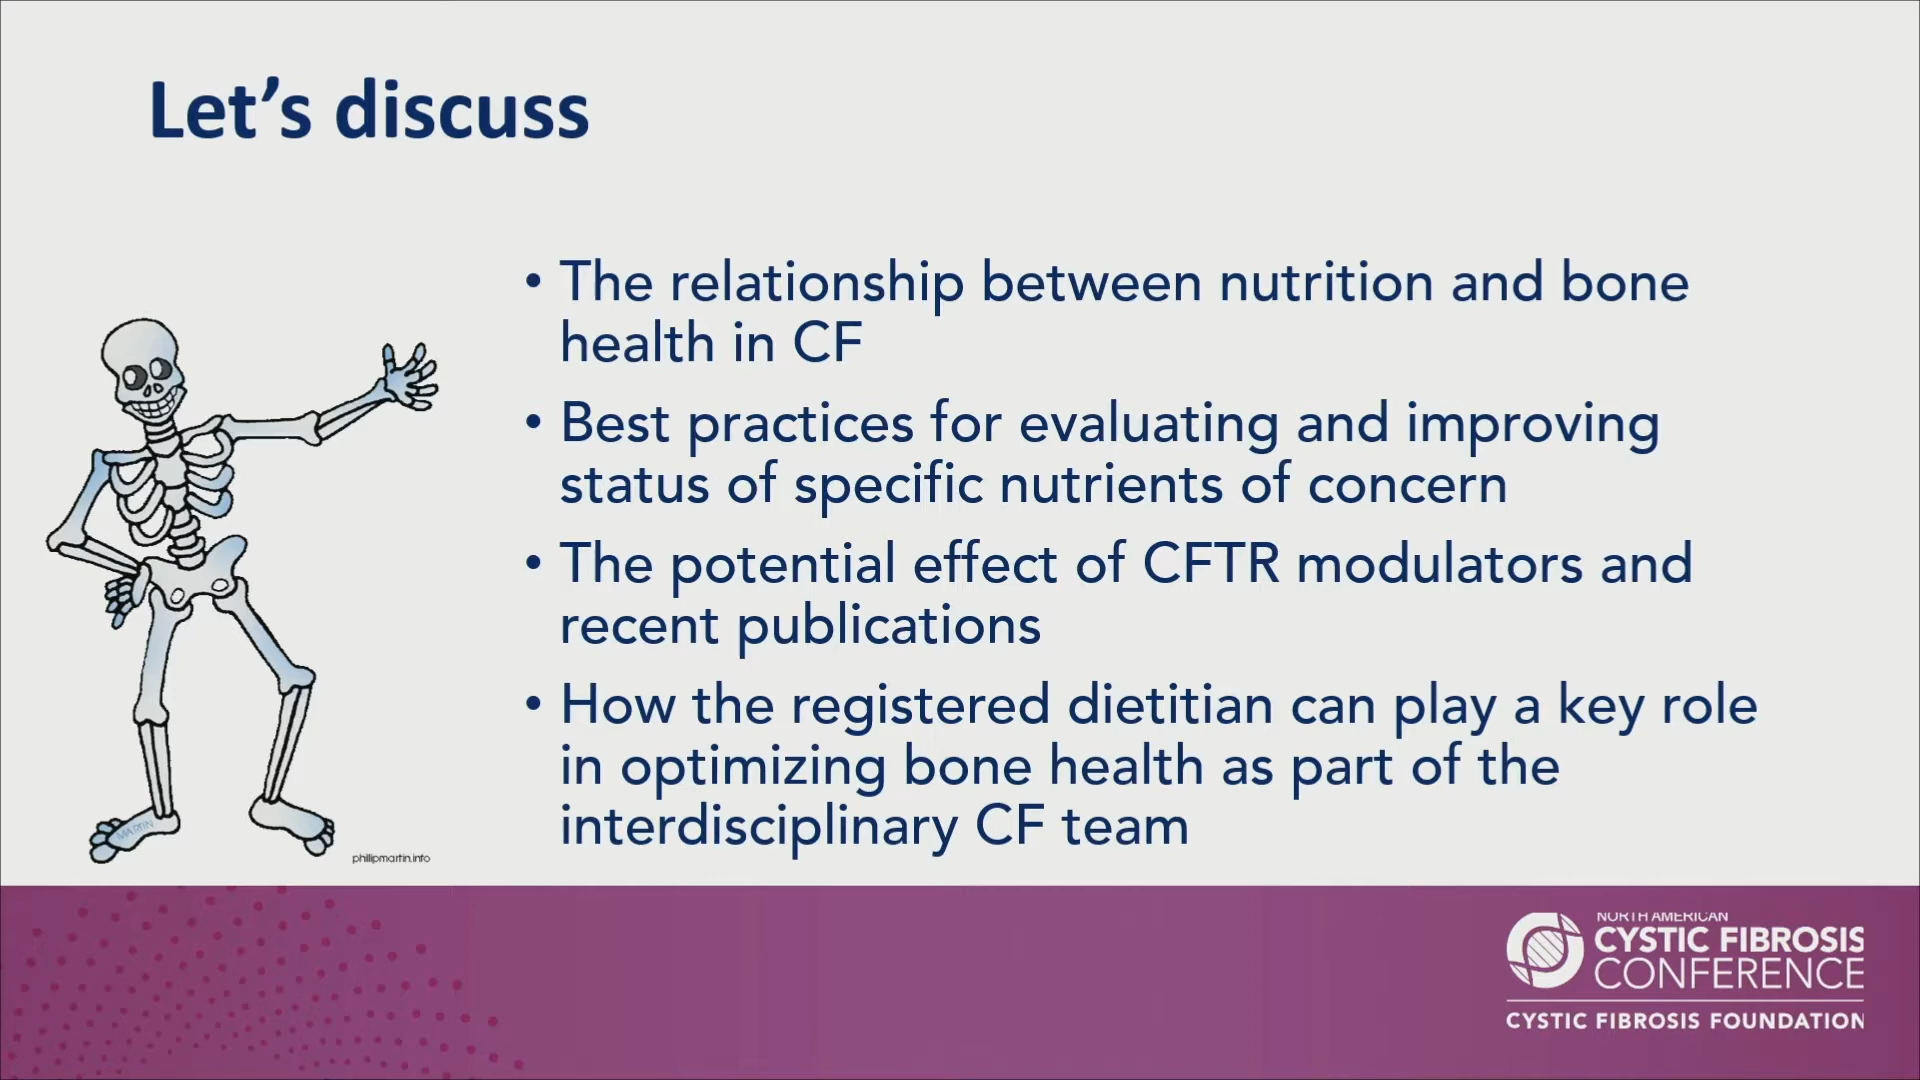 Let's discuss
• The relationship between nutrition and bone
health in CF
• Best practices for evaluating and improving
status of specific nutrients of concern
• The potential effect of CFTR modulators and
recent publications
• How the registered dietitian can play a key role
in optimizing bone health as part of the
interdisciplinary CF team
MARTIN
phillipmartin.info
NORTH AMERICAN
CYSTIC FIBROSIS
CONFERENCE
CYSTIC FIBROSIS FOUNDATION